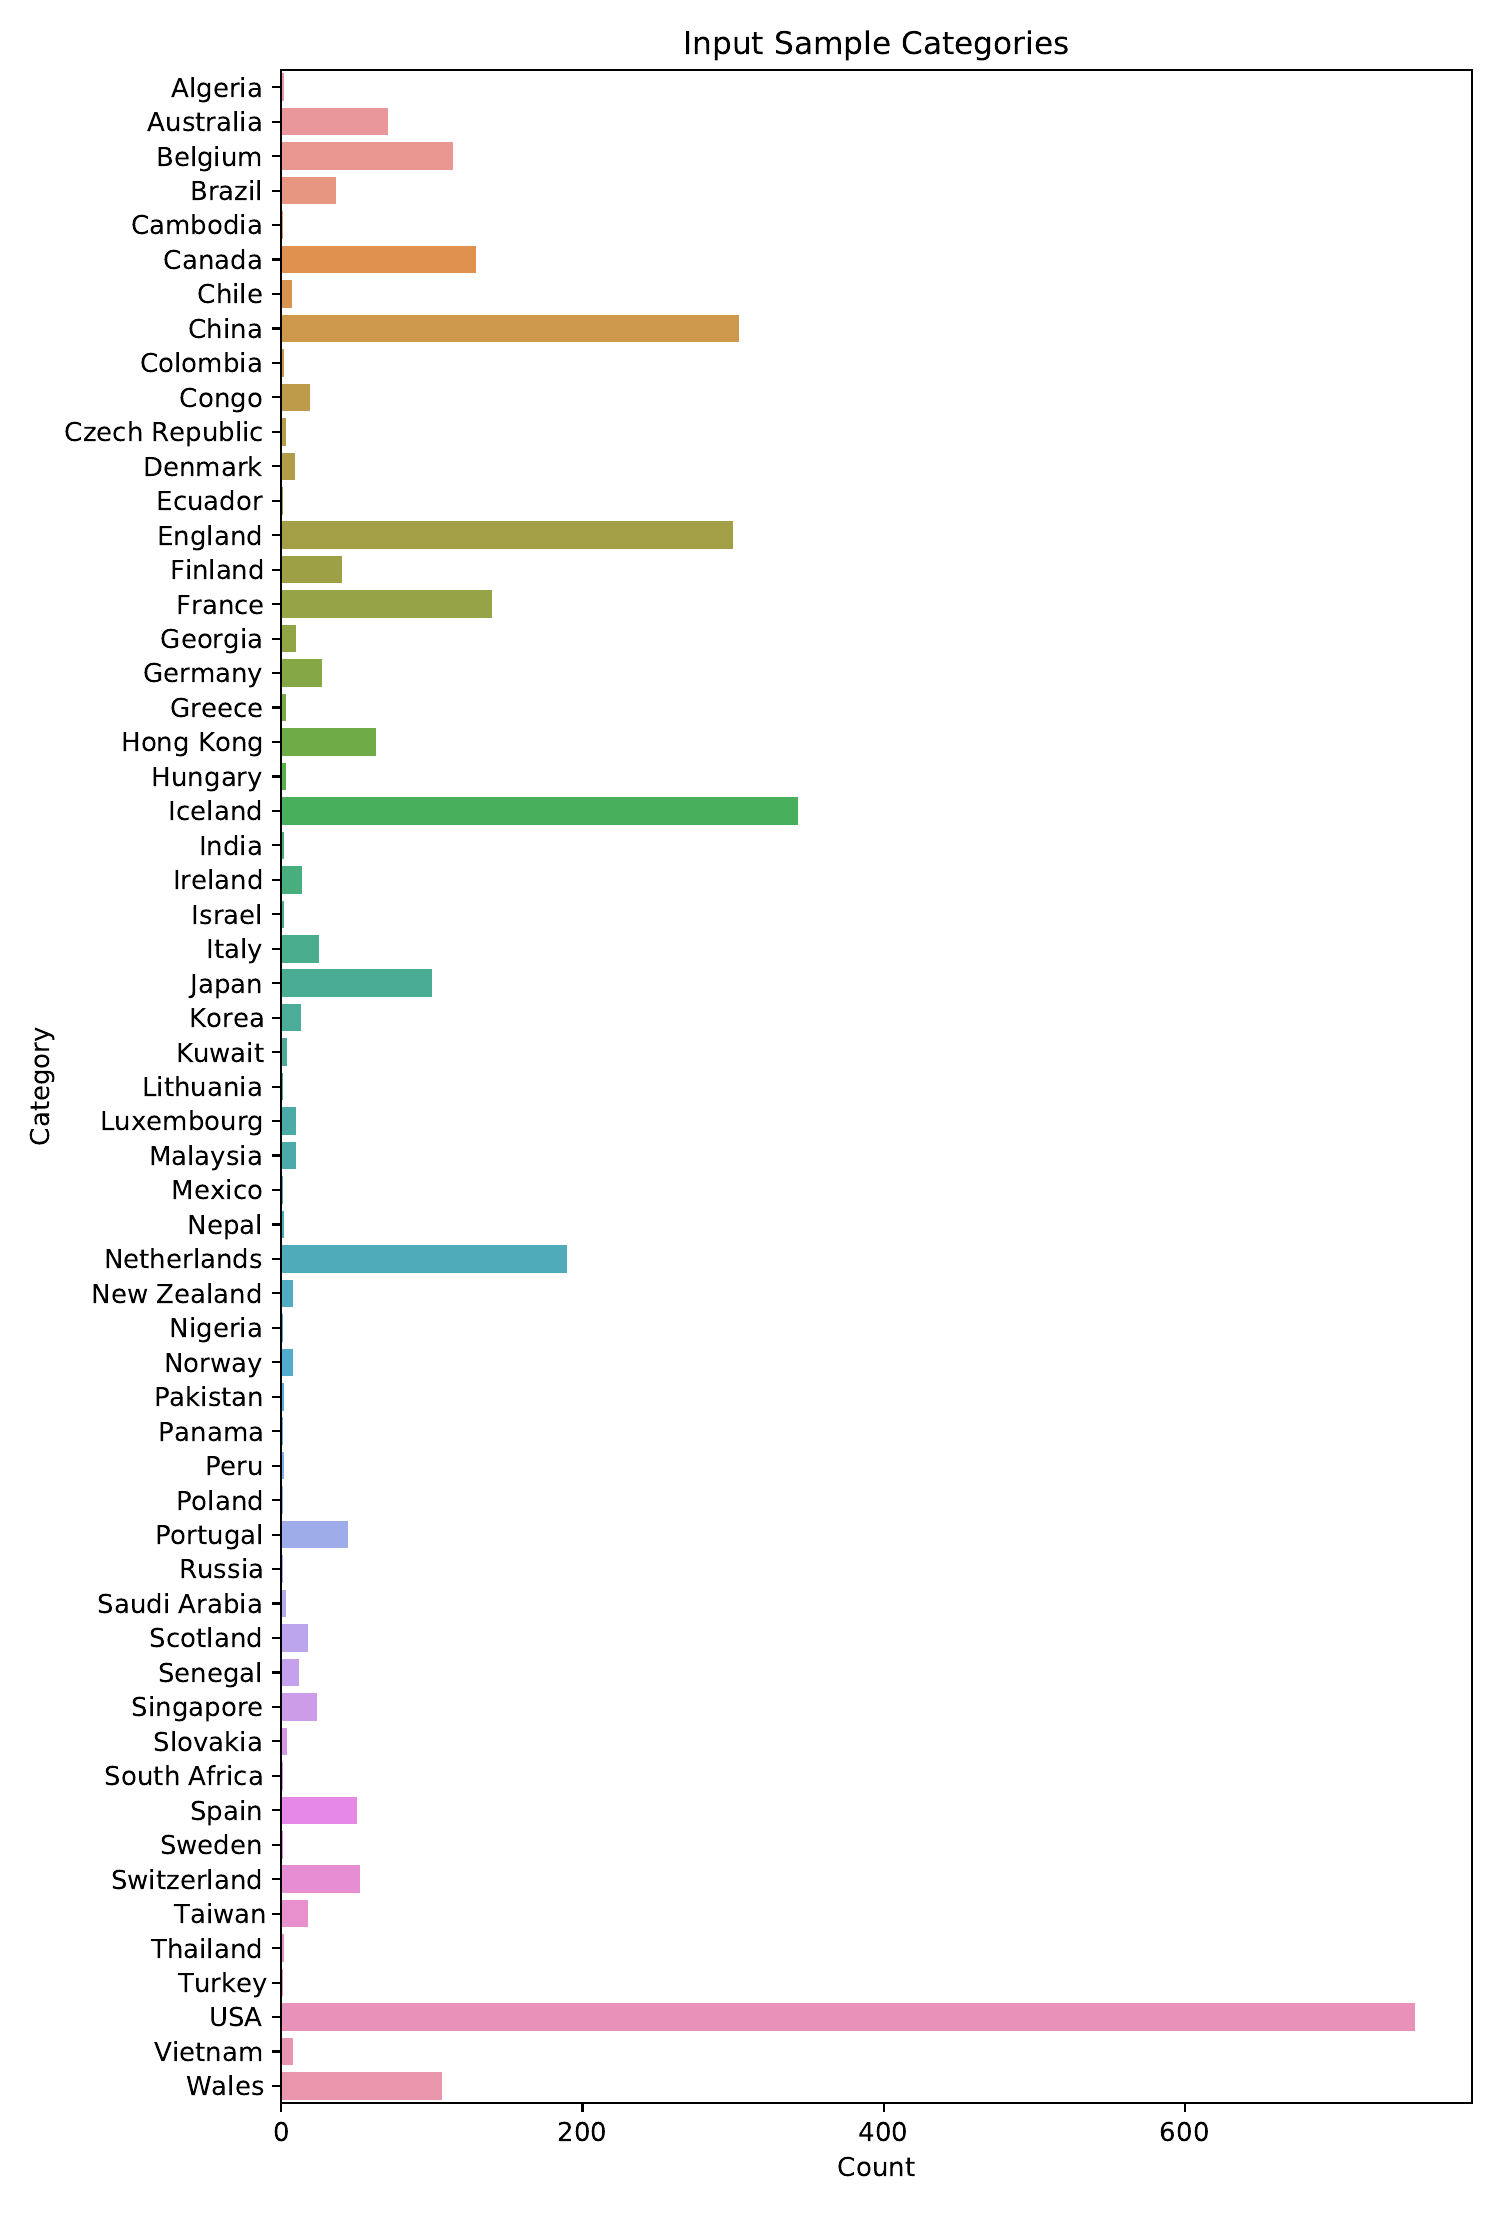 Input Sample Categories
Algeria
Australia
Belgium
Brazil
Cambodia
Canada
Chile
China
Colombia
Congo
Czech Republic
Denmark
Ecuador
England
Finland
France
Georgia
Germany
Greece
Hong Kong
Hungary
Iceland
India
Ireland
Israel
Italy
Japan
Korea
Kuwait
Lithuania
Luxembourg
Malaysia
Mexico
Nepal
Netherlands
New Zealand
Nigeria
Norway
Pakistan
Panama
Peru
Poland
Portugal
Russia
Saudi Arabia
Scotland
Senegal
Singapore
Slovakia
South Africa
Spain
Sweden
Switzerland
Taiwan
Thailand
Turkey
USA
Vietnam
Wales
Category
0 200 400 600
Count